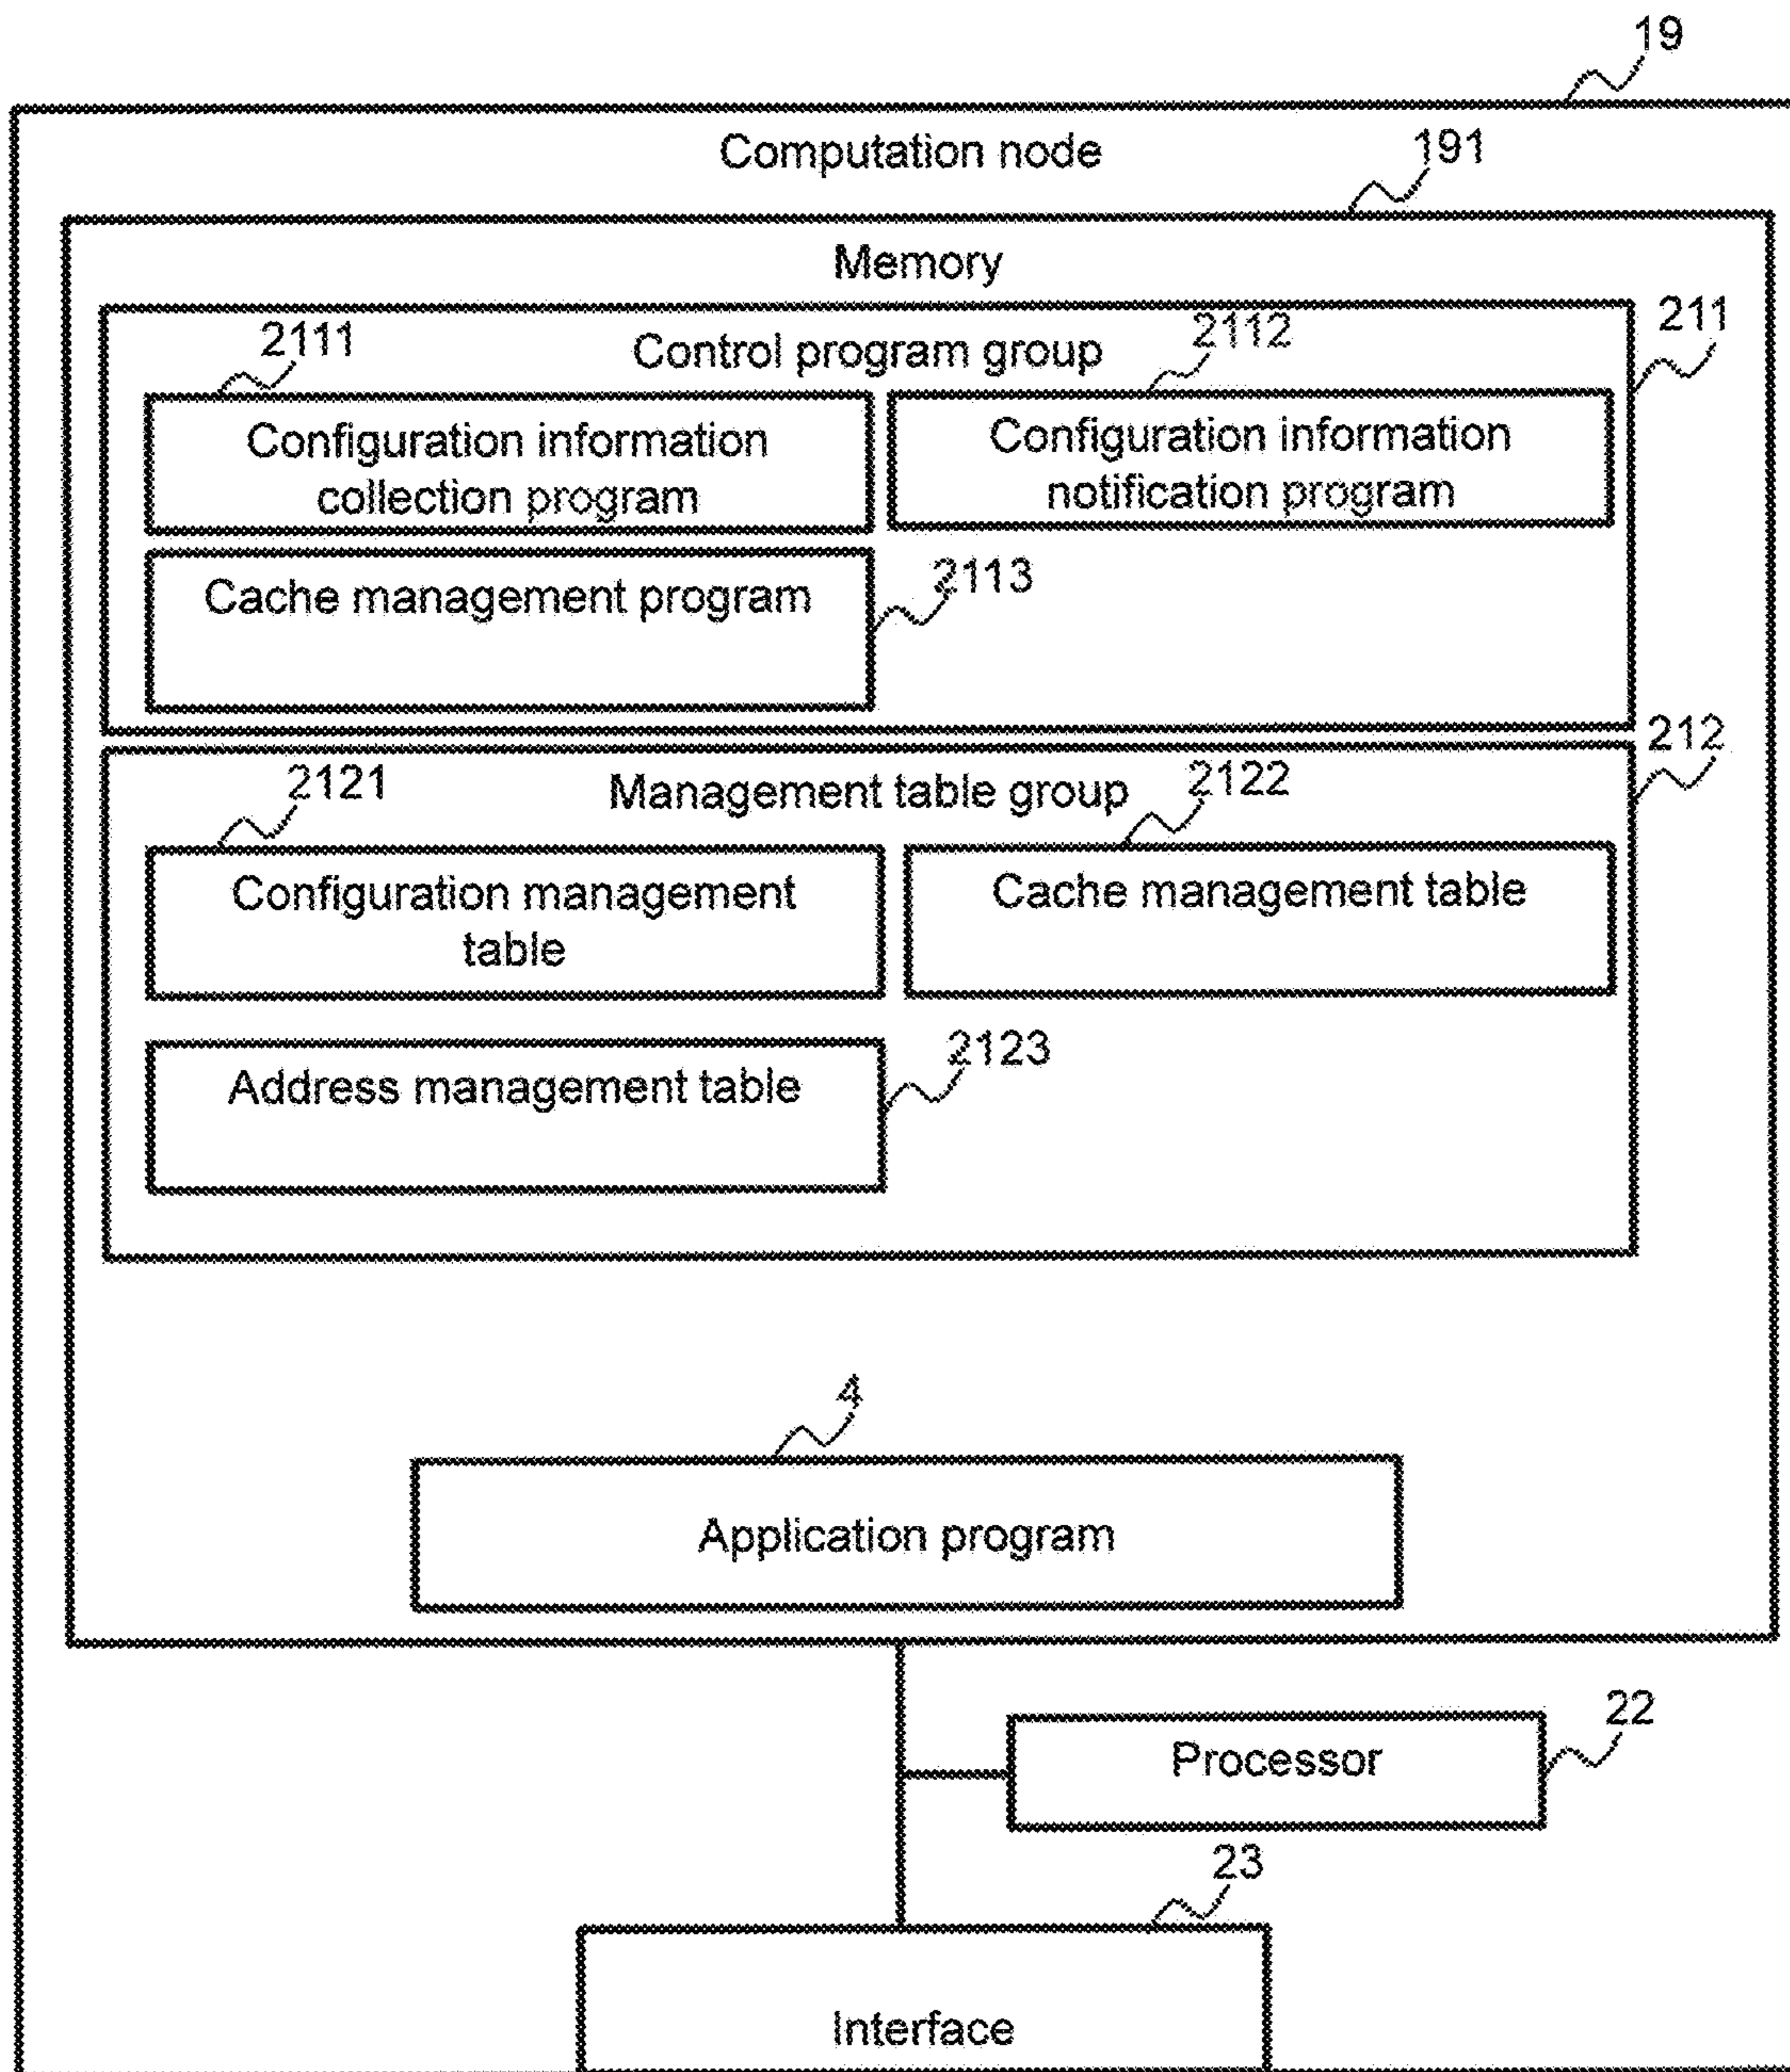 19
Computation node
191
Memory
211
2111
Control program group
2112
Configuration information
collection program
Configuration information
notification program
Cache management program
2113
212
2121
Management table group
2122
Configuration management
table
Cache management table
Address management table
2123
4
Application program
Processor
22
23
Interface